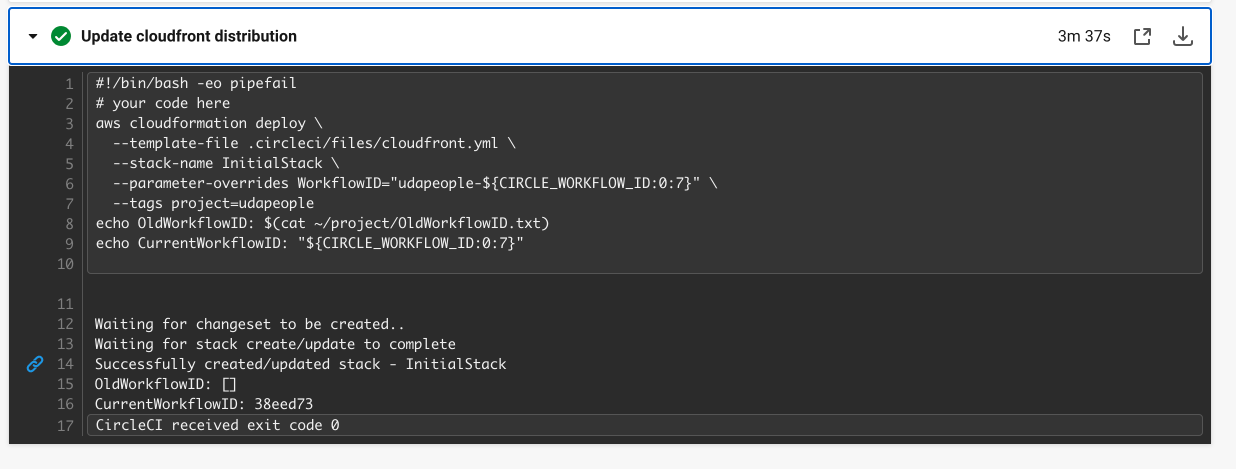 Update cloudfront distribution 3m 37s
1 #!/bin/bash -eo pipefail
2 # your code here
3 aws cloudformation deploy \
4   --template-file .circleci/files/cloudfront.yml \
5   --stack-name InitialStack \
6   --parameter-overrides WorkflowID="udapeople-${CIRCLE_WORKFLOW_ID:0:7}" \
7   --tags project=udapeople
8 echo OldWorkflowID: $(cat ~/project/OldWorkflowID.txt)
9 echo CurrentWorkflowID: "${CIRCLE_WORKFLOW_ID:0:7}"
10
11
12 Waiting for changeset to be created..
13 Waiting for stack create/update to complete
14 Successfully created/updated stack - InitialStack
15 OldWorkflowID: []
16 CurrentWorkflowID: 38eed73
17 CircleCI received exit code 0